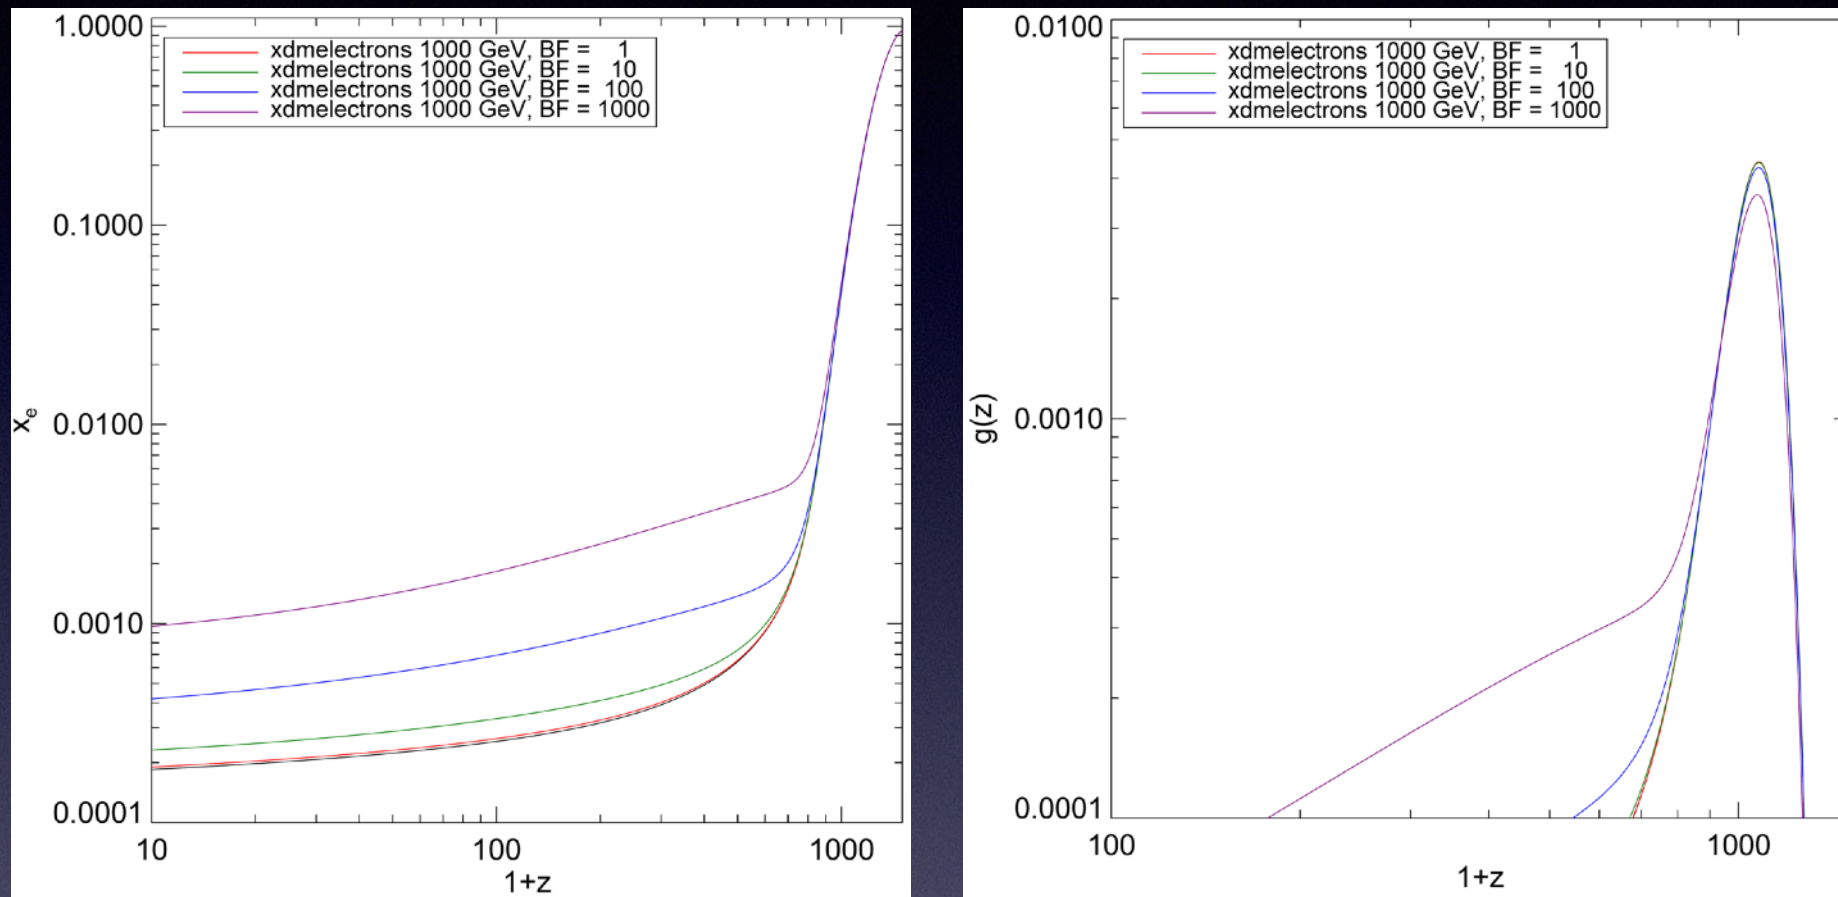 1.0000
0.1000
0.0100
0.0010
0.0001
x_e
xdmelectrons 1000 GeV, BF = 1
xdmelectrons 1000 GeV, BF = 10
xdmelectrons 1000 GeV, BF = 100
xdmelectrons 1000 GeV, BF = 1000
10 100 1000
1+z
0.0100
0.0010
0.0001
g(z)
xdmelectrons 1000 GeV, BF = 1
xdmelectrons 1000 GeV, BF = 10
xdmelectrons 1000 GeV, BF = 100
xdmelectrons 1000 GeV, BF = 1000
100 1000
1+z